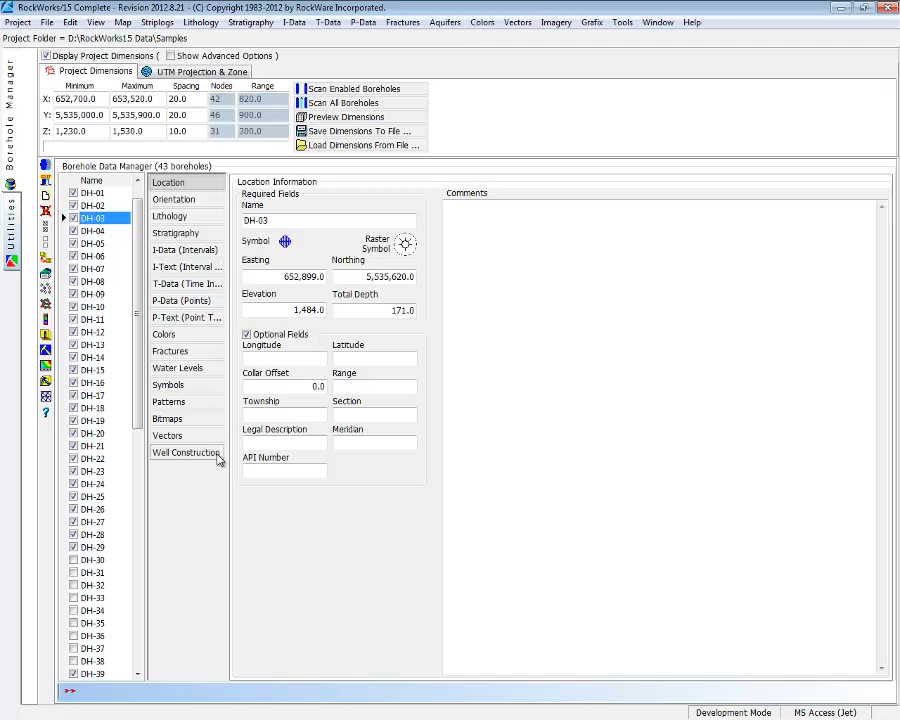 RockWorks/15 Complete - Revision 2012.8.21 - (C) Copyright 1983-2012 by RockWare Incorporated.
Project File Edit View Map Striplogs Lithology Stratigraphy I-Data T-Data P-Data Fractures Aquifers Colors Vectors Imagery Grafix Tools Window Help
Project Folder = D:\RockWorks15 Data\Samples
Display Project Dimensions ( Show Advanced Options )
Project Dimensions UTM Projection & Zone
Minimum Maximum Spacing Nodes Range
X: 652,700.0 653,520.0 20.0 42 820.0
Y: 5,535,000.0 5,535,900.0 20.0 46 900.0
Z: 1,230.0 1,530.0 10.0 31 300.0
Scan Enabled Boreholes
Scan All Boreholes
Preview Dimensions
Save Dimensions To File ...
Load Dimensions From File ...
Borehole Manager
Utilities
Borehole Data Manager (43 boreholes)
Name
DH-01
DH-02
DH-03
DH-04
DH-05
DH-06
DH-07
DH-08
DH-09
DH-10
DH-11
DH-12
DH-13
DH-14
DH-15
DH-16
DH-17
DH-18
DH-19
DH-20
DH-21
DH-22
DH-23
DH-24
DH-25
DH-26
DH-27
DH-28
DH-29
DH-30
DH-31
DH-32
DH-33
DH-34
DH-35
DH-36
DH-37
DH-38
DH-39
Location
Orientation
Lithology
Stratigraphy
I-Data (Intervals)
I-Text (Interval ...
T-Data (Time In...
P-Data (Points)
P-Text (Point T...
Colors
Fractures
Water Levels
Symbols
Patterns
Bitmaps
Vectors
Well Construction
Location Information
Required Fields
Name
DH-03
Symbol Raster Symbol
Easting Northing
652,899.0 5,535,620.0
Elevation Total Depth
1,484.0 171.0
Optional Fields
Longitude Latitude
Collar Offset Range
0.0
Township Section
Legal Description Meridian
API Number
Comments
Development Mode MS Access (Jet)